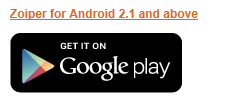 Zoiper for Android 2.1 and above
GET IT ON
Google play